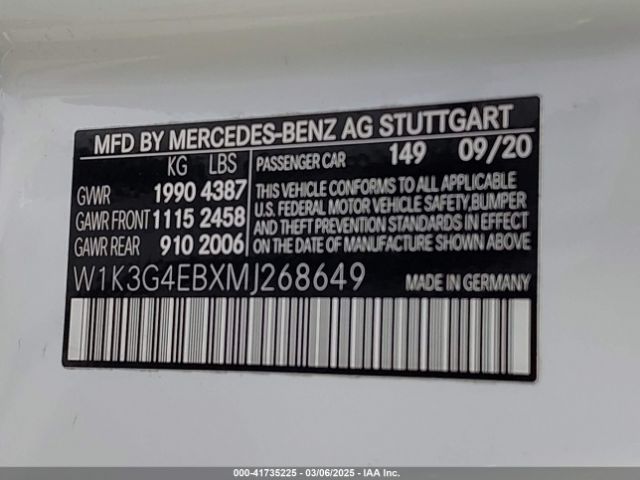 MFD BY MERCEDES-BENZ AG STUTTGART
KG LBS
GVWR 1990 4387
GAWR FRONT 1115 2458
GAWR REAR 910 2006
PASSENGER CAR 149 09/20
THIS VEHICLE CONFORMS TO ALL APPLICABLE
U.S. FEDERAL MOTOR VEHICLE SAFETY,BUMPER
AND THEFT PREVENTION STANDARDS IN EFFECT
ON THE DATE OF MANUFACTURE SHOWN ABOVE
W1K3G4EBXMJ268649 MADE IN GERMANY
000-41735225 - 03/06/2025 - IAA Inc.